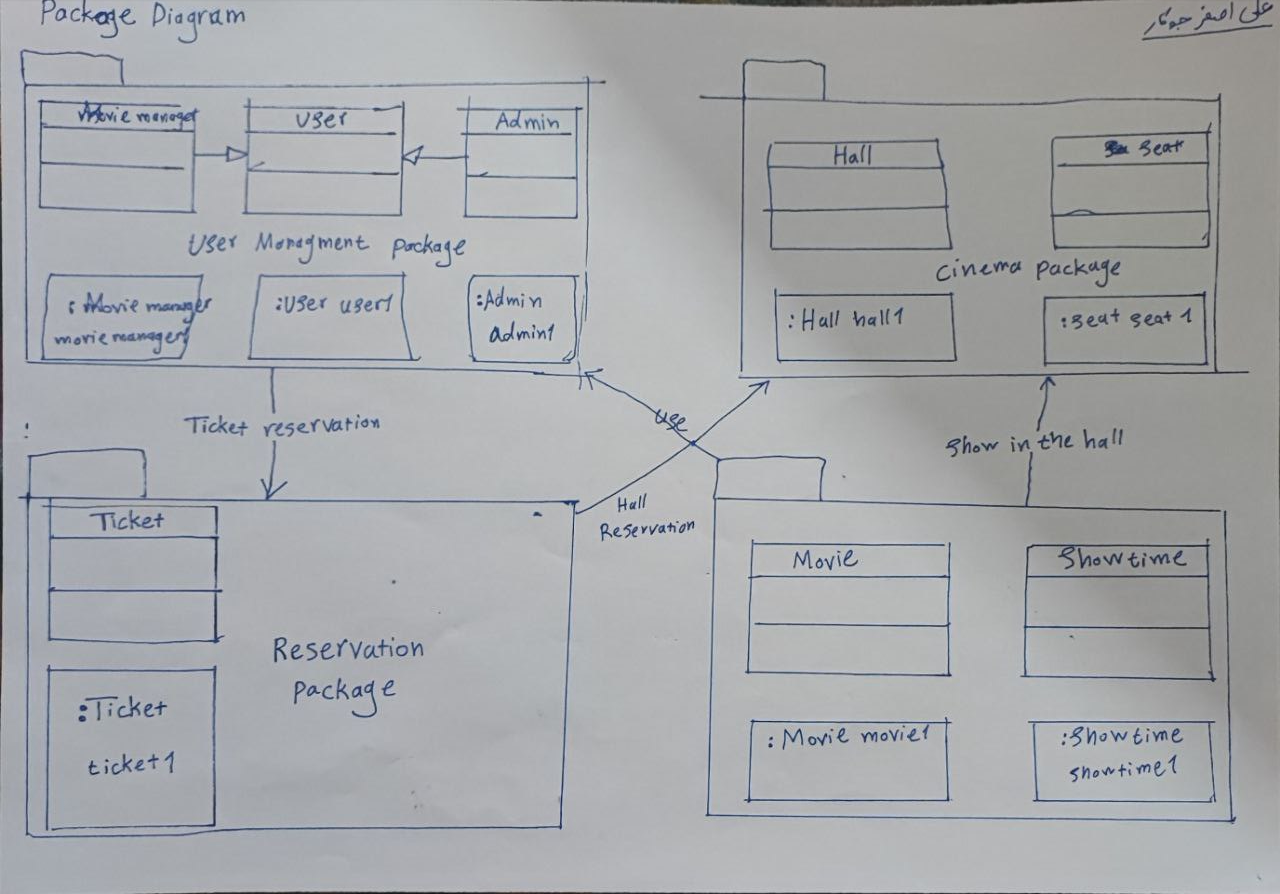 Package Diagram
علی اصغر جوکار
Movie manager
User
Admin
User Managment package
: Movie manager
movie manager1
:User user1
:Admin
admin1
Hall
Seat
Cinema package
:Hall hall1
:seat seat 1
Ticket reservation
use
Hall
Reservation
Show in the hall
Ticket
Reservation
package
:Ticket
ticket1
Movie
Showtime
: Movie movie1
:Showtime
showtime1